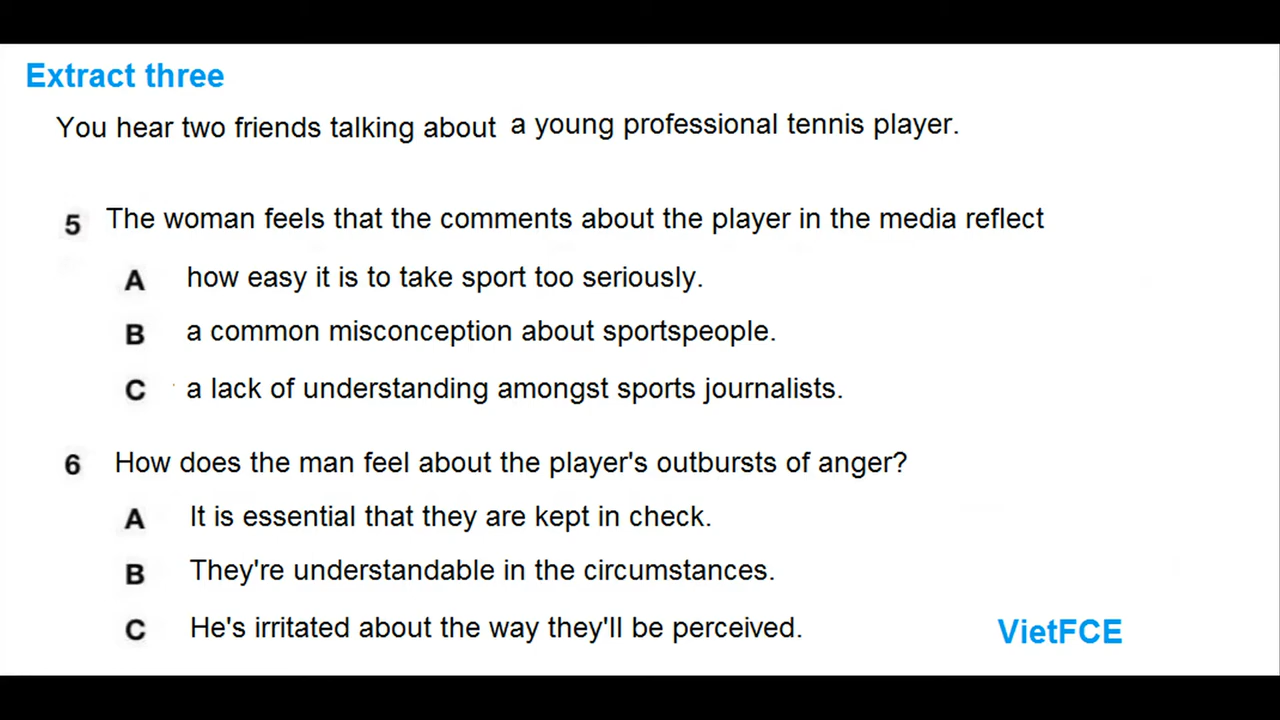 Extract three
You hear two friends talking about a young professional tennis player.
5 The woman feels that the comments about the player in the media reflect
A how easy it is to take sport too seriously.
B a common misconception about sportspeople.
C a lack of understanding amongst sports journalists.
6 How does the man feel about the player's outbursts of anger?
A It is essential that they are kept in check.
B They're understandable in the circumstances.
C He's irritated about the way they'll be perceived.
VietFCE